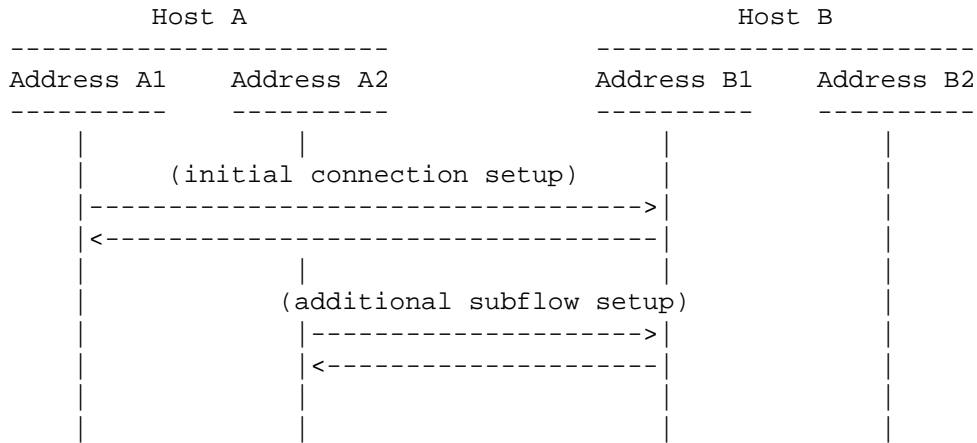 Host A                               Host B
------------------------             ------------------------
Address A1    Address A2             Address B1    Address B2
----------    ----------             ----------    ----------
(initial connection setup)
(additional subflow setup)